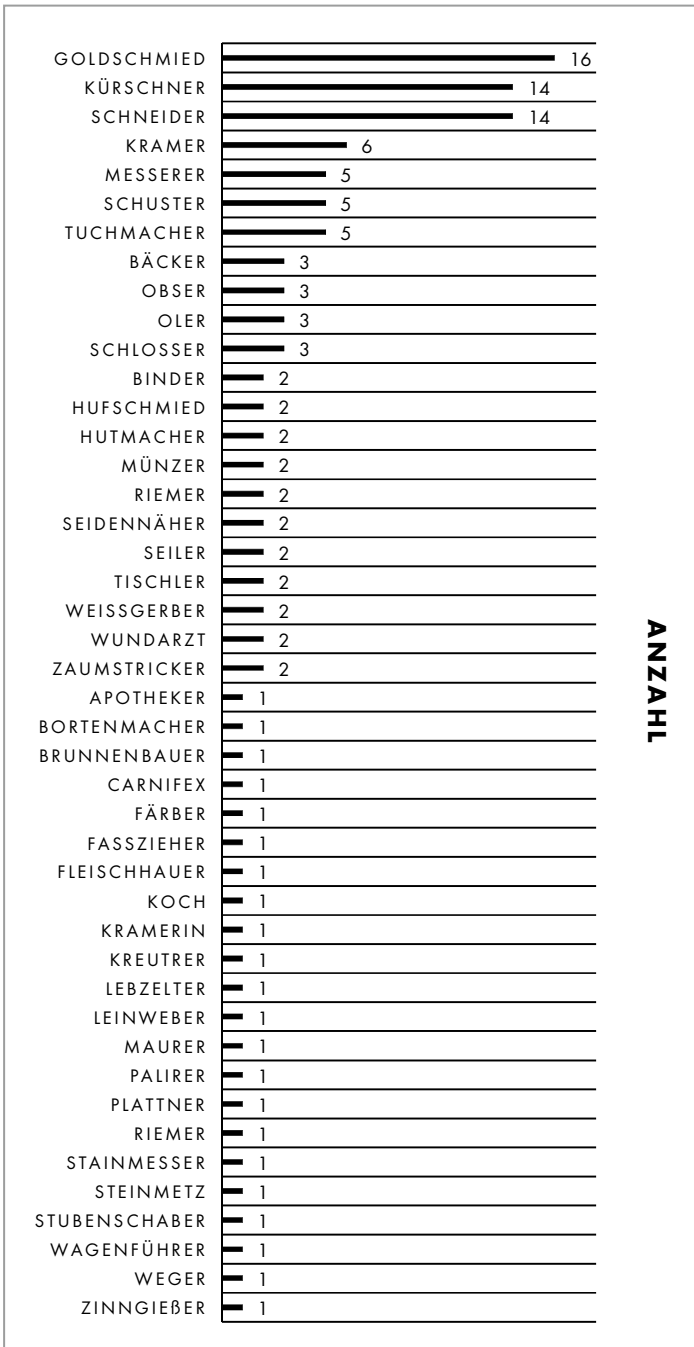 GOLDSCHMIED 16
KÜRSCHNER 14
SCHNEIDER 14
KRAMER 6
MESSERER 5
SCHUSTER 5
TUCHMACHER 5
BÄCKER 3
OBSER 3
OLER 3
SCHLOSSER 3
BINDER 2
HUFSCHMIED 2
HUTMACHER 2
MÜNZER 2
RIEMER 2
SEIDENNÄHER 2
SEILER 2
TISCHLER 2
WEISSGERBER 2
WUNDARZT 2
ZAUMSTRICKER 2
APOTHEKER 1
BORTENMACHER 1
BRUNNENBAUER 1
CARNIFEX 1
FÄRBER 1
FASSZIEHER 1
FLEISCHHAUER 1
KOCH 1
KRAMERIN 1
KREUTRER 1
LEBZELTER 1
LEINWEBER 1
MAURER 1
PALIRER 1
PLATTNER 1
RIEMER 1
STAINMESSER 1
STEINMETZ 1
STUBENSCHABER 1
WAGENFÜHRER 1
WEGER 1
ZINNGIEßER 1
ANZAHL